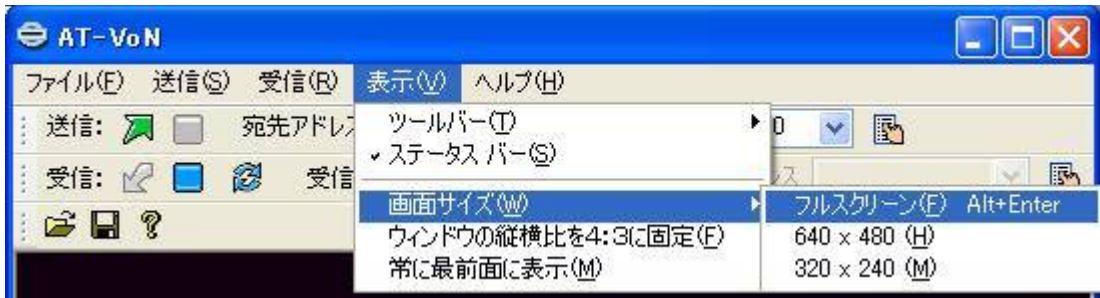 AT-VoN
ファイル(F) 送信(S) 受信(R) 表示(V) ヘルプ(H)
送信: 宛先アドレス 0
ツールバー(T)
✓ステータス バー(S)
受信: 受信
画面サイズ(W)
フルスクリーン(F) Alt+Enter
ウィンドウの縦横比を4:3に固定(F)
640 x 480 (H)
常に最前面に表示(M)
320 x 240 (M)